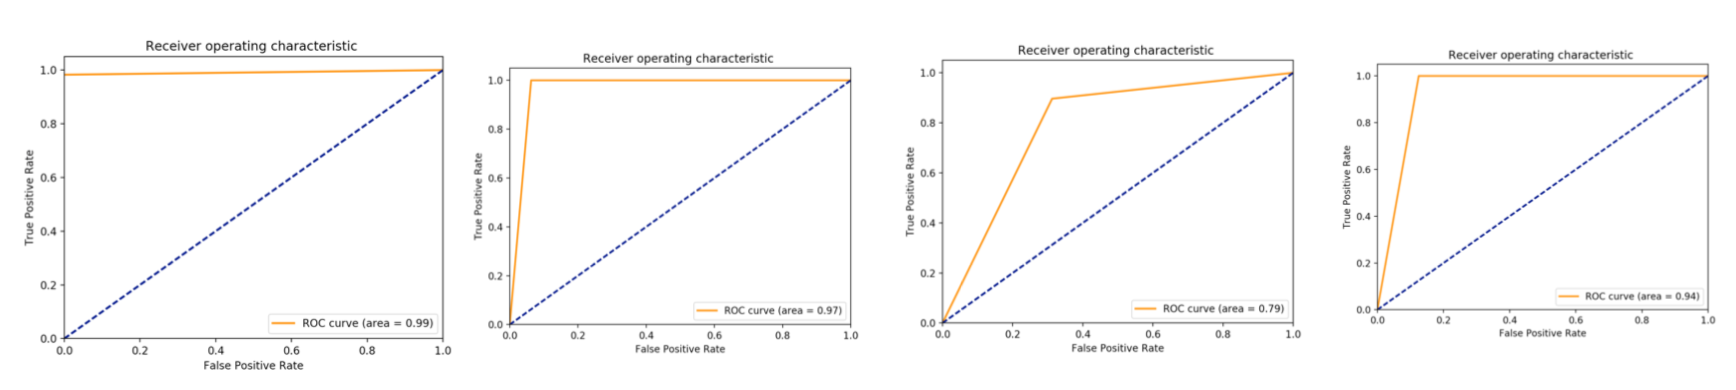 Receiver operating characteristic
1.0
0.8
0.6
0.4
0.2
0.0
True Positive Rate
ROC curve (area = 0.99)
0.0 0.2 0.4 0.6 0.8 1.0
False Positive Rate
Receiver operating characteristic
1.0
0.8
0.6
0.4
0.2
0.0
True Positive Rate
ROC curve (area = 0.97)
0.0 0.2 0.4 0.6 0.8 1.0
False Positive Rate
Receiver operating characteristic
1.0
0.8
0.6
0.4
0.2
0.0
True Positive Rate
ROC curve (area = 0.79)
0.0 0.2 0.4 0.6 0.8 1.0
False Positive Rate
Receiver operating characteristic
1.0
0.8
0.6
0.4
0.2
0.0
True Positive Rate
ROC curve (area = 0.94)
0.0 0.2 0.4 0.6 0.8 1.0
False Positive Rate